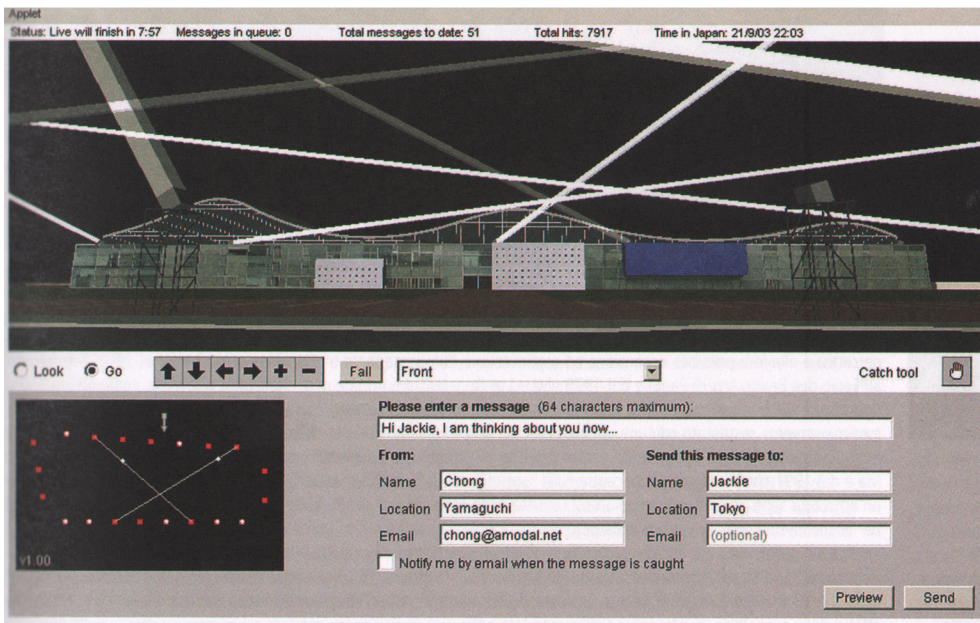 Applet
Status: Live will finish in 7:57 Messages in queue: 0 Total messages to date: 51 Total hits: 7917 Time in Japan: 21/9/03 22:03
Look Go Fall Front Catch tool
Please enter a message (64 characters maximum):
Hi Jackie, I am thinking about you now...
From: Send this message to:
Name Chong Name Jackie
Location Yamaguchi Location Tokyo
Email chong@amodal.net Email (optional)
Notify me by email when the message is caught
v1.00
Preview Send